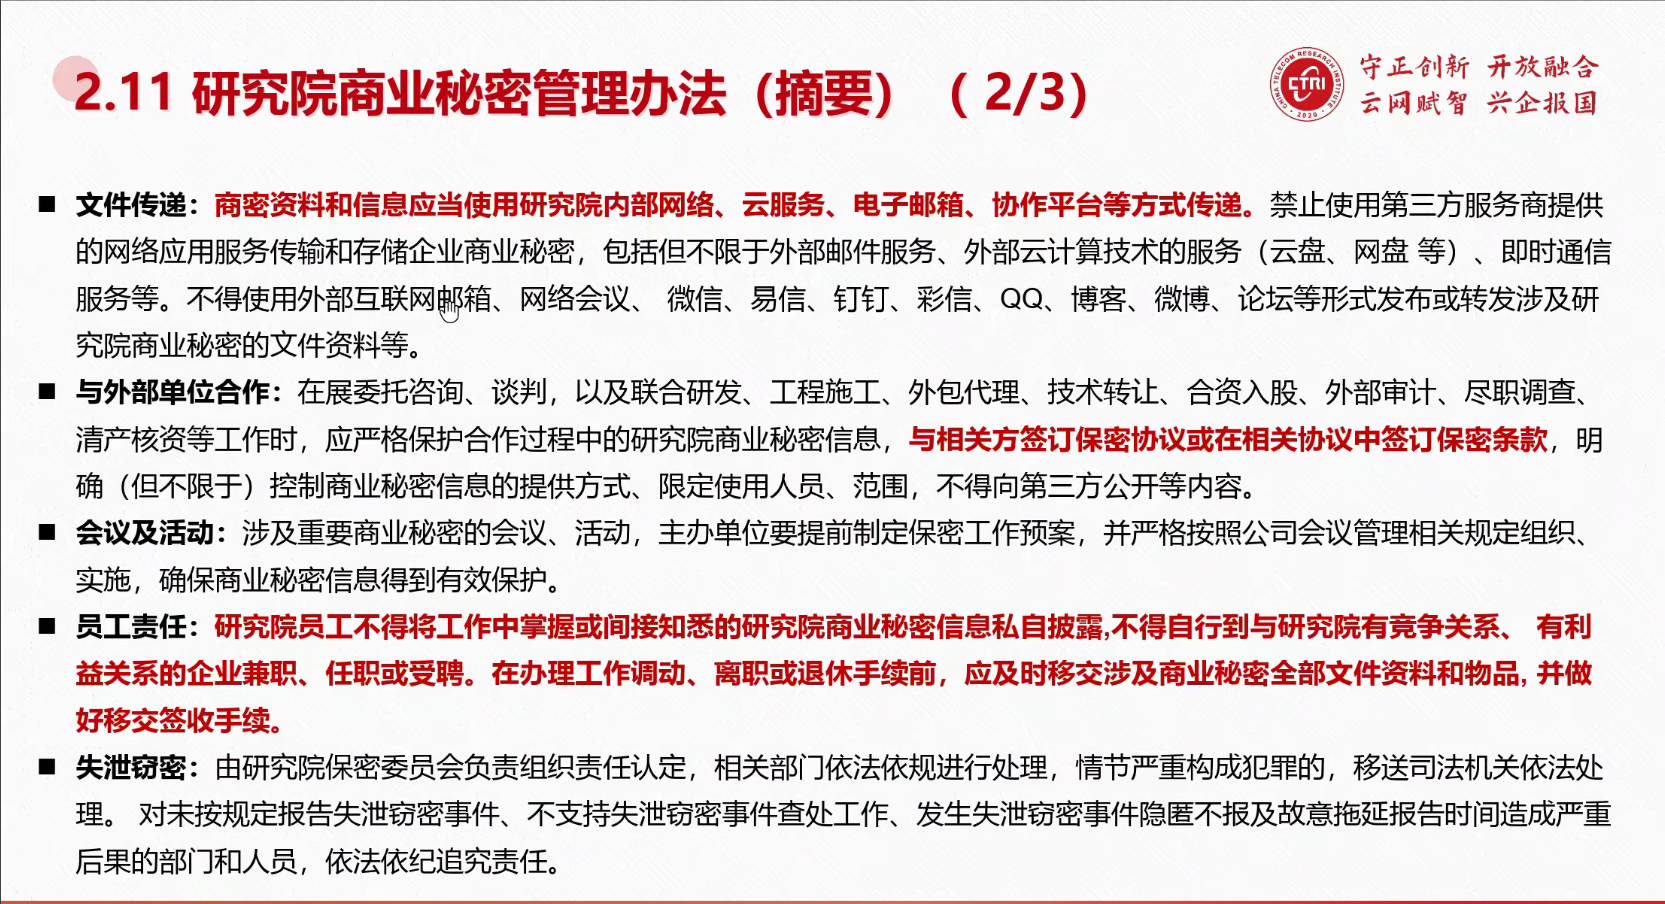 2.11 研究院商业秘密管理办法（摘要）（ 2/3）
CHINA TELECOM RESEARCH INSTITUTE
CTRI
· 2020 ·
守正创新 开放融合
云网赋智 兴企报国
■ 文件传递：商密资料和信息应当使用研究院内部网络、云服务、电子邮箱、协作平台等方式传递。禁止使用第三方服务商提供
的网络应用服务传输和存储企业商业秘密，包括但不限于外部邮件服务、外部云计算技术的服务（云盘、网盘 等）、即时通信
服务等。不得使用外部互联网邮箱、网络会议、 微信、易信、钉钉、彩信、QQ、博客、微博、论坛等形式发布或转发涉及研
究院商业秘密的文件资料等。
■ 与外部单位合作：在展委托咨询、谈判，以及联合研发、工程施工、外包代理、技术转让、合资入股、外部审计、尽职调查、
清产核资等工作时，应严格保护合作过程中的研究院商业秘密信息，与相关方签订保密协议或在相关协议中签订保密条款，明
确（但不限于）控制商业秘密信息的提供方式、限定使用人员、范围，不得向第三方公开等内容。
■ 会议及活动：涉及重要商业秘密的会议、活动，主办单位要提前制定保密工作预案，并严格按照公司会议管理相关规定组织、
实施，确保商业秘密信息得到有效保护。
■ 员工责任：研究院员工不得将工作中掌握或间接知悉的研究院商业秘密信息私自披露,不得自行到与研究院有竞争关系、 有利
益关系的企业兼职、任职或受聘。在办理工作调动、离职或退休手续前，应及时移交涉及商业秘密全部文件资料和物品, 并做
好移交签收手续。
■ 失泄窃密：由研究院保密委员会负责组织责任认定，相关部门依法依规进行处理，情节严重构成犯罪的，移送司法机关依法处
理。 对未按规定报告失泄窃密事件、不支持失泄窃密事件查处工作、发生失泄窃密事件隐匿不报及故意拖延报告时间造成严重
后果的部门和人员，依法依纪追究责任。